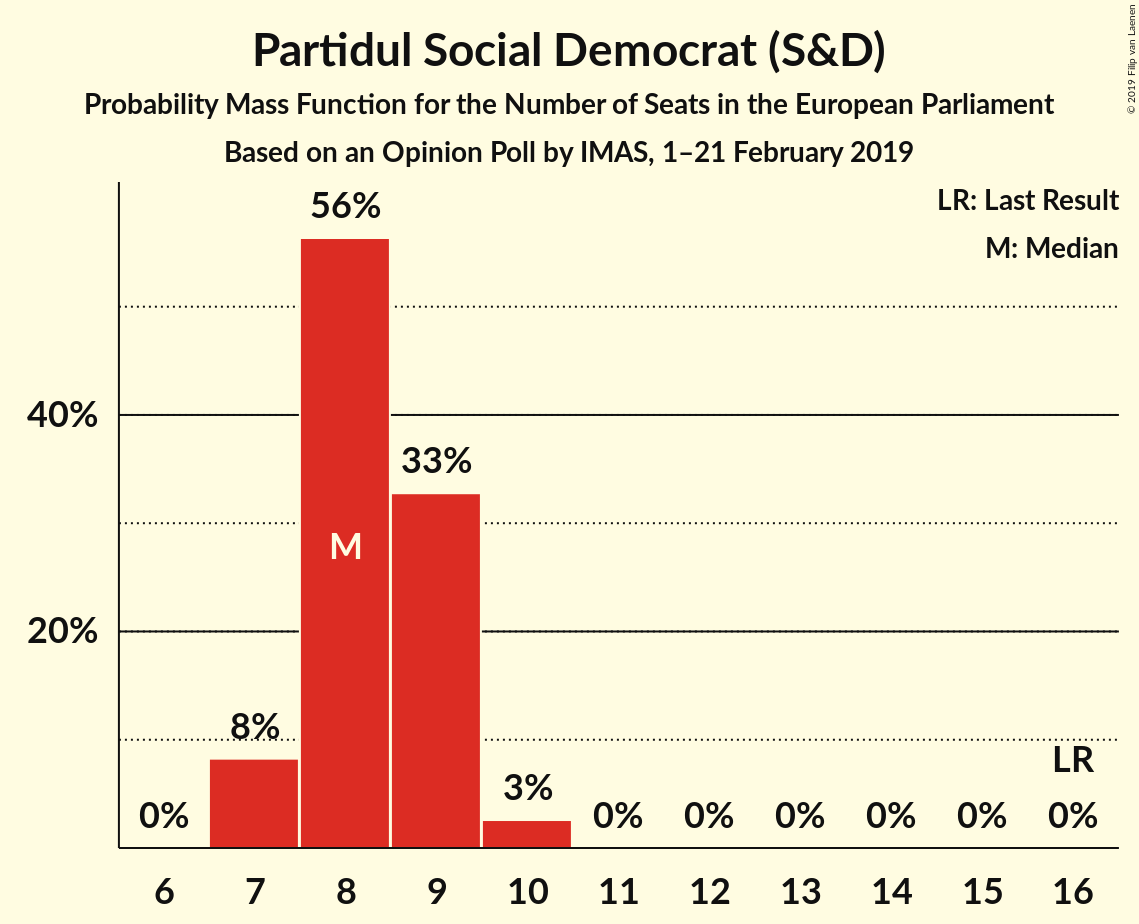 Partidul Social Democrat (S&D)
Probability Mass Function for the Number of Seats in the European Parliament
Based on an Opinion Poll by IMAS, 1–21 February 2019
© 2019 Filip van Laenen
LR: Last Result
M: Median
56%
40%
33%
M
20%
8%
LR
3%
0% 0% 0% 0% 0% 0% 0%
6 7 8 9 10 11 12 13 14 15 16